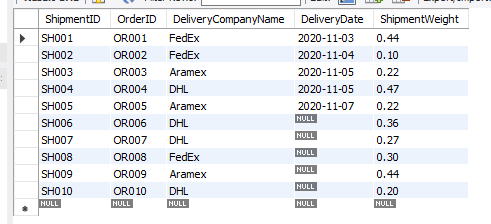 ShipmentID OrderID DeliveryCompanyName DeliveryDate ShipmentWeight
SH001 OR001 FedEx 2020-11-03 0.44
SH002 OR002 FedEx 2020-11-04 0.10
SH003 OR003 Aramex 2020-11-05 0.22
SH004 OR004 DHL 2020-11-05 0.47
SH005 OR005 Aramex 2020-11-07 0.22
SH006 OR006 DHL NULL 0.36
SH007 OR007 DHL NULL 0.27
SH008 OR008 FedEx NULL 0.30
SH009 OR009 Aramex NULL 0.44
SH010 OR010 DHL NULL 0.20
NULL NULL NULL NULL NULL